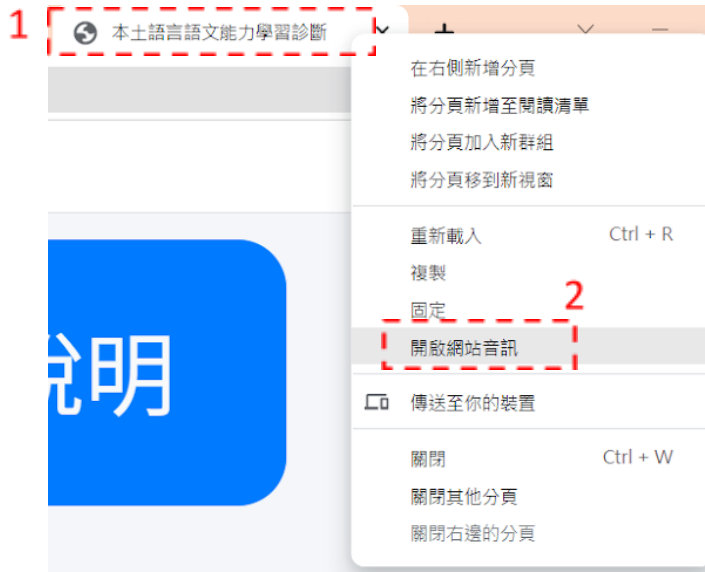 1
本土語言語文能力學習診斷
在右側新增分頁
將分頁新增至閱讀清單
將分頁加入新群組
將分頁移到新視窗
重新載入 Ctrl + R
複製
固定
2
開啟網站音訊
說明
傳送至你的裝置
關閉 Ctrl + W
關閉其他分頁
關閉右邊的分頁